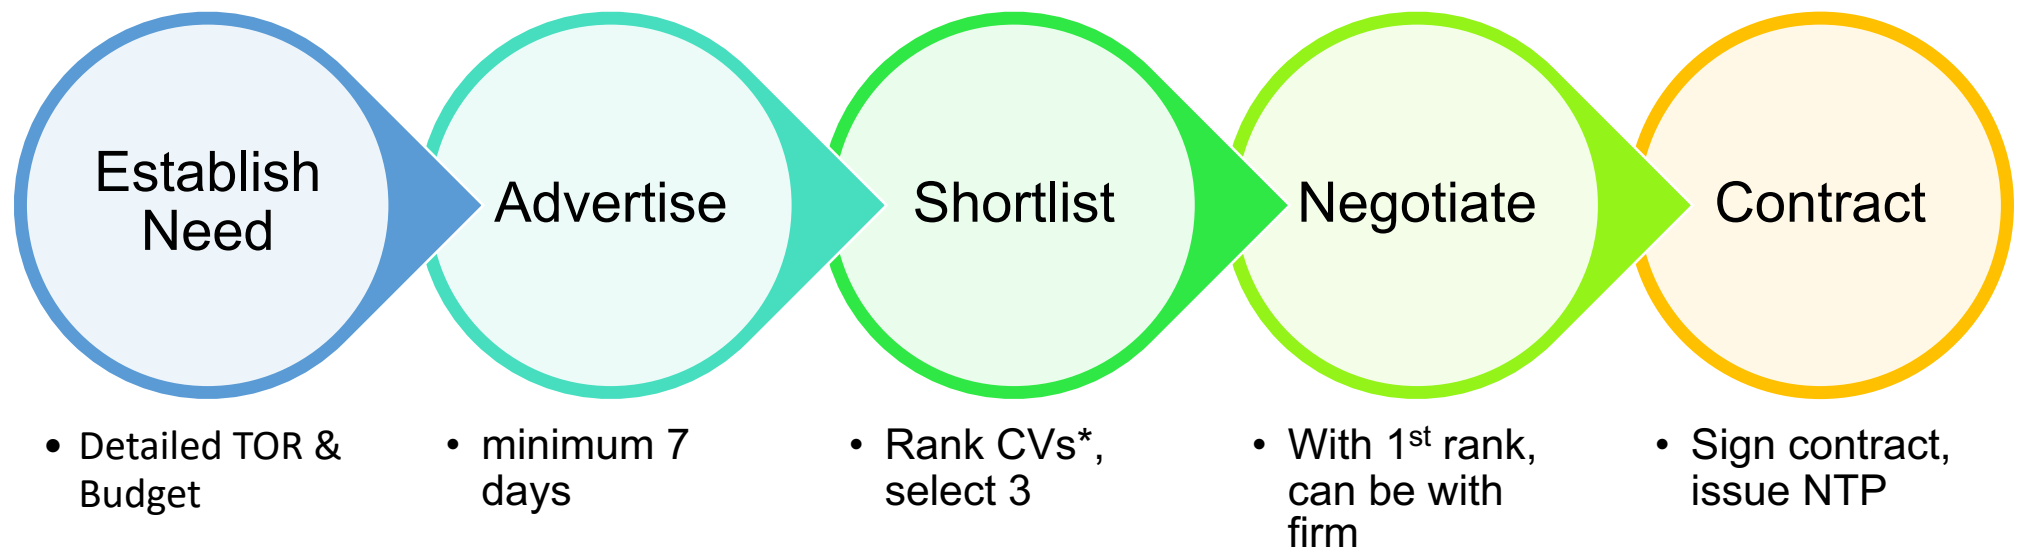 Establish
Need
Advertise
Shortlist
Negotiate
Contract
• Detailed TOR &
Budget
• minimum 7
days
• Rank CVs*,
select 3
• With 1st rank,
can be with
firm
• Sign contract,
issue NTP